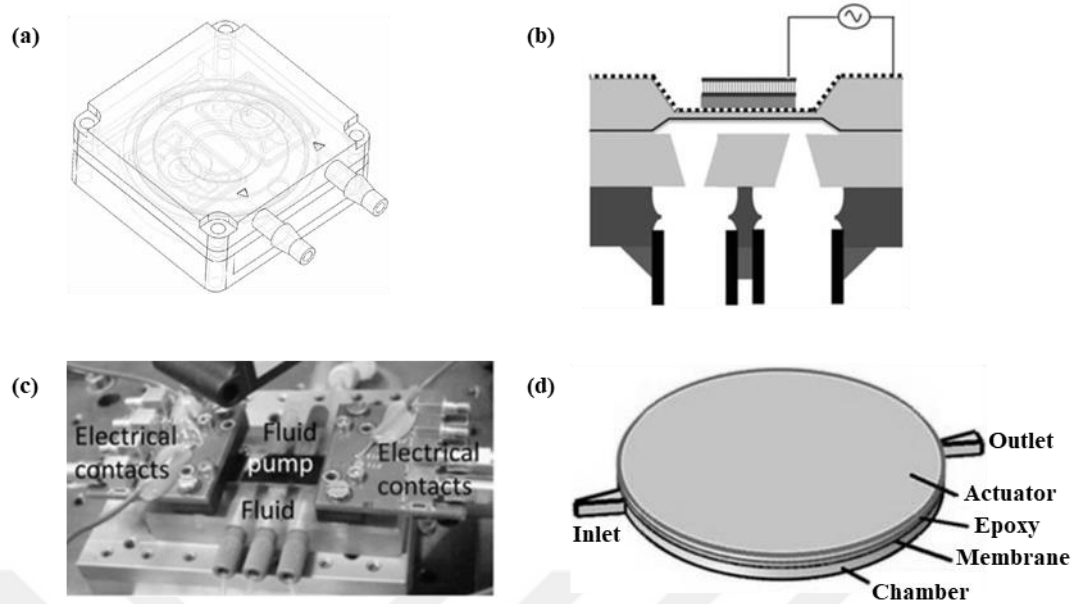 (a)
(b)
(c)
Electrical
contacts
Fluid
pump
Fluid
Electrical
contacts
(d)
Outlet
Actuator
Epoxy
Membrane
Chamber
Inlet